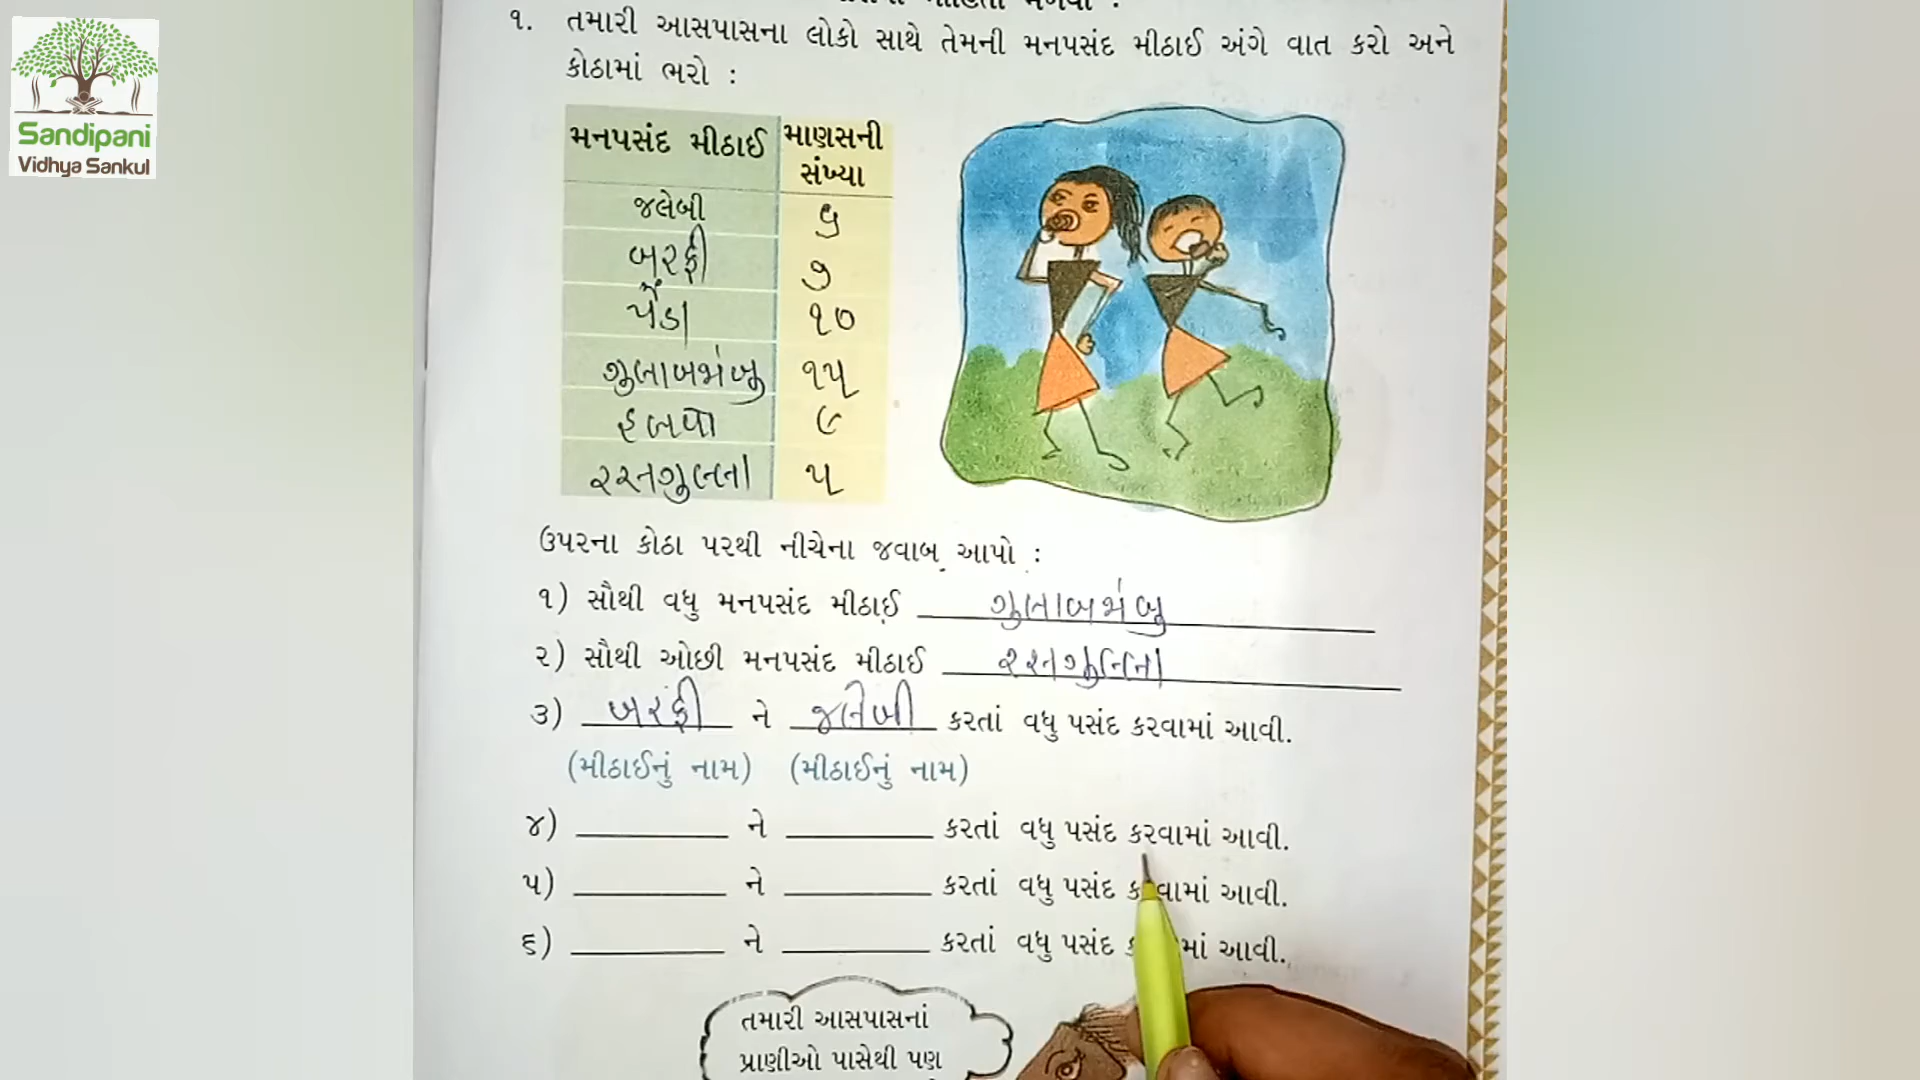 Sandipani
Vidhya Sankul
૧. તમારી આસપાસના લોકો સાથે તેમની મનપસંદ મીઠાઈ અંગે વાત કરો અને
કોઠામાં ભરો :
મનપસંદ મીઠાઈ માણસની સંખ્યા
જલેબી ૬
બરફી ૭
પેંડા ૧૦
ગુલાબજાંબુ ૧૫
હલવો ૯
રસગુલ્લા ૫
ઉપરના કોઠા પરથી નીચેના જવાબ આપો :
૧) સૌથી વધુ મનપસંદ મીઠાઈ ગુલાબજાંબુ
૨) સૌથી ઓછી મનપસંદ મીઠાઈ રસગુલ્લા
૩) બરફી ને જલેબી કરતાં વધુ પસંદ કરવામાં આવી.
(મીઠાઈનું નામ) (મીઠાઈનું નામ)
૪) ને કરતાં વધુ પસંદ કરવામાં આવી.
૫) ને કરતાં વધુ પસંદ કરવામાં આવી.
૬) ને કરતાં વધુ પસંદ આવી.
તમારી આસપાસનાં
પ્રાણીઓ પાસેથી પણ